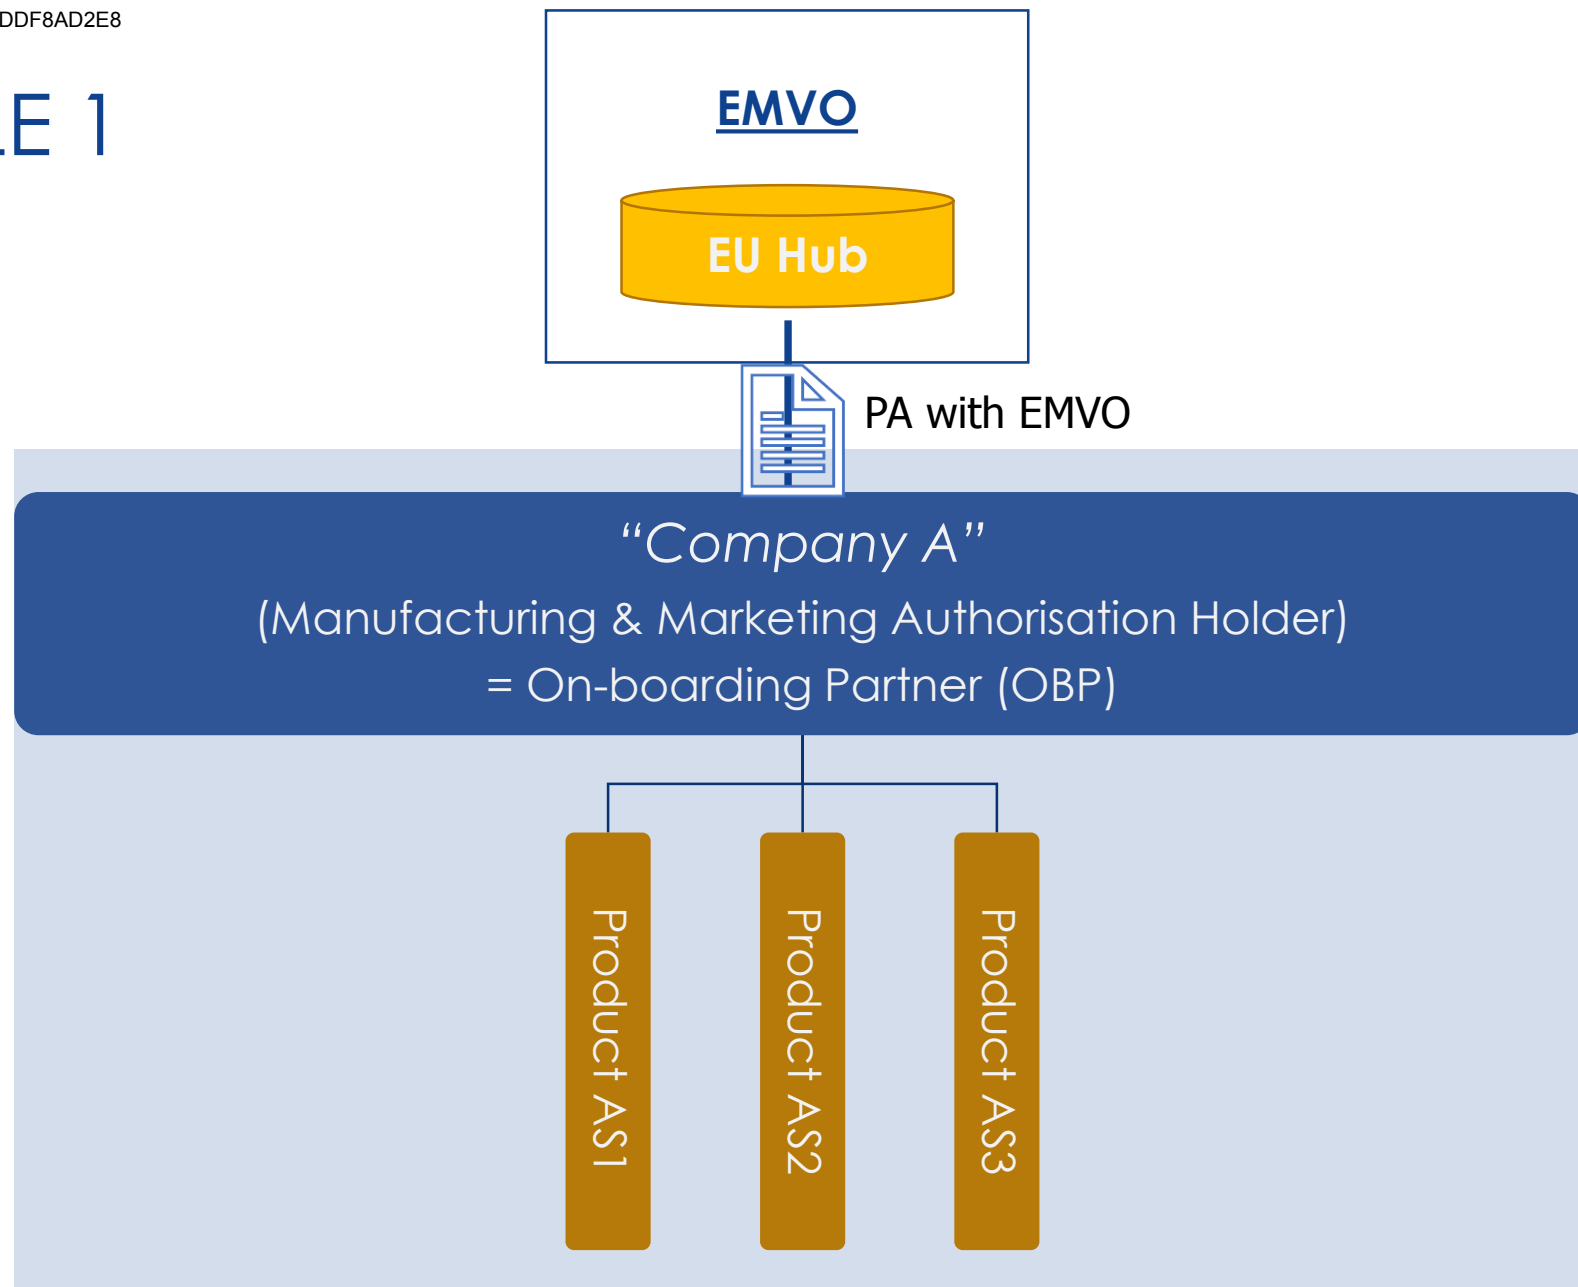 DDF8AD2E8
LE 1
EMVO
EU Hub
PA with EMVO
“Company A”
(Manufacturing & Marketing Authorisation Holder)
= On-boarding Partner (OBP)
Product AS1
Product AS2
Product AS3